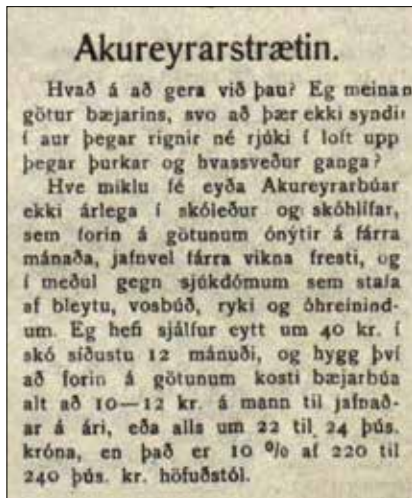 Akureyrarstrætin.
Hvað á að gera við þau? Eg meina
götur bæjarins, svo að þær ekki syndi
í aur þegar rignir né rjúki í loft upp
þegar þurkar og hvassveður ganga?
Hve miklu fé eyða Akureyrarbúar
ekki árlega í skóleður og skóhlífar,
sem forin á götunum ónýtir á fárra
mánaða, jafnvel fárra vikna fresti, og
í meðul gegn sjúkdómum sem stafa
af bleytu, vosbúð, ryki og óhreinind-
um. Eg hefi sjálfur eytt um 40 kr. í
skó síðustu 12 mánuði, og hygg því
að forin á götunum kosti bæjarbúa
alt að 10—12 kr. á mann til jafnað-
ar á ári, eða alls um 22 til 24 þús.
króna, en það er 10 % af 220 til
240 þús. kr. höfuðstól.